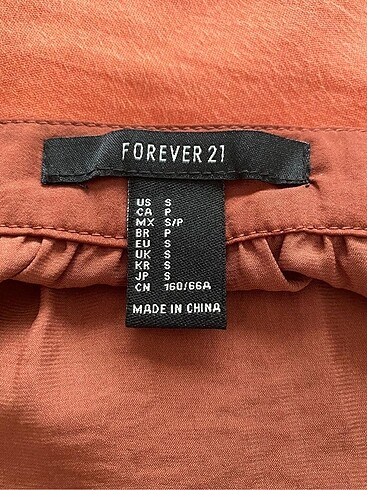 FOREVER 21
US S
CA P
MX S/P
BR P
EU S
UK S
KR S
JP S
CN 160/66A
MADE IN CHINA